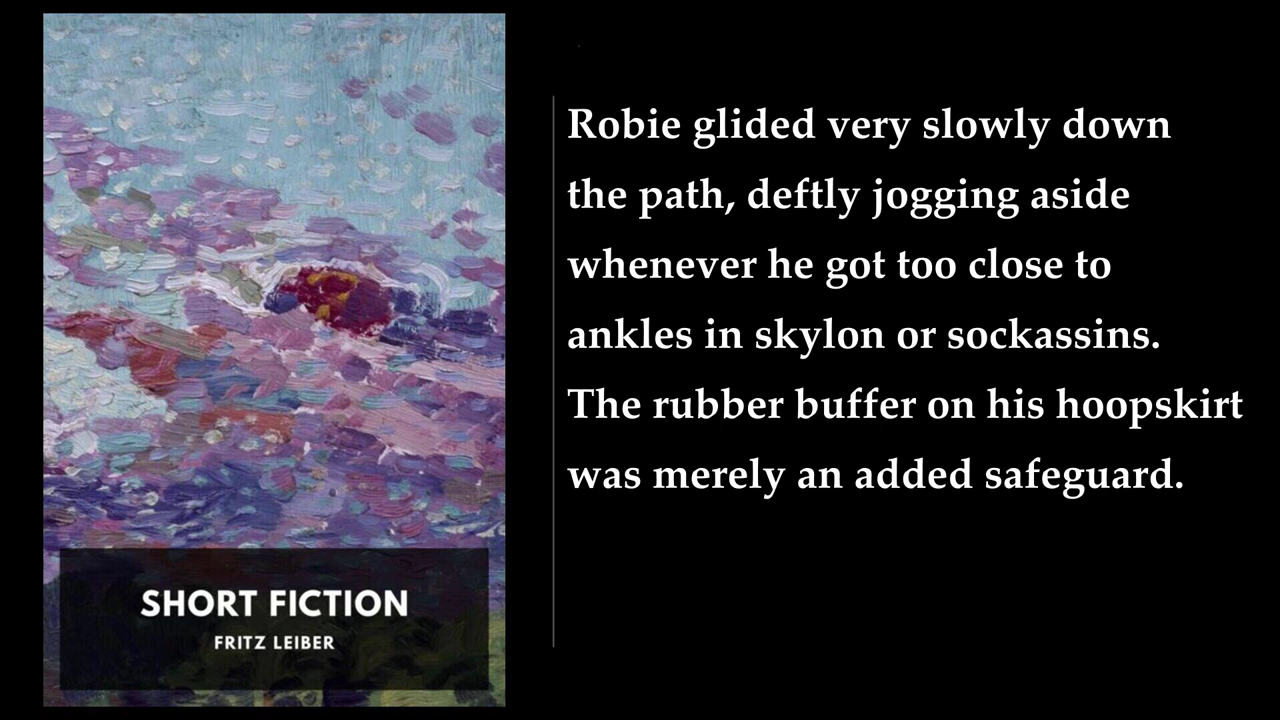 SHORT FICTION
FRITZ LEIBER
Robie glided very slowly down
the path, deftly jogging aside
whenever he got too close to
ankles in skylon or sockassins.
The rubber buffer on his hoopskirt
was merely an added safeguard.